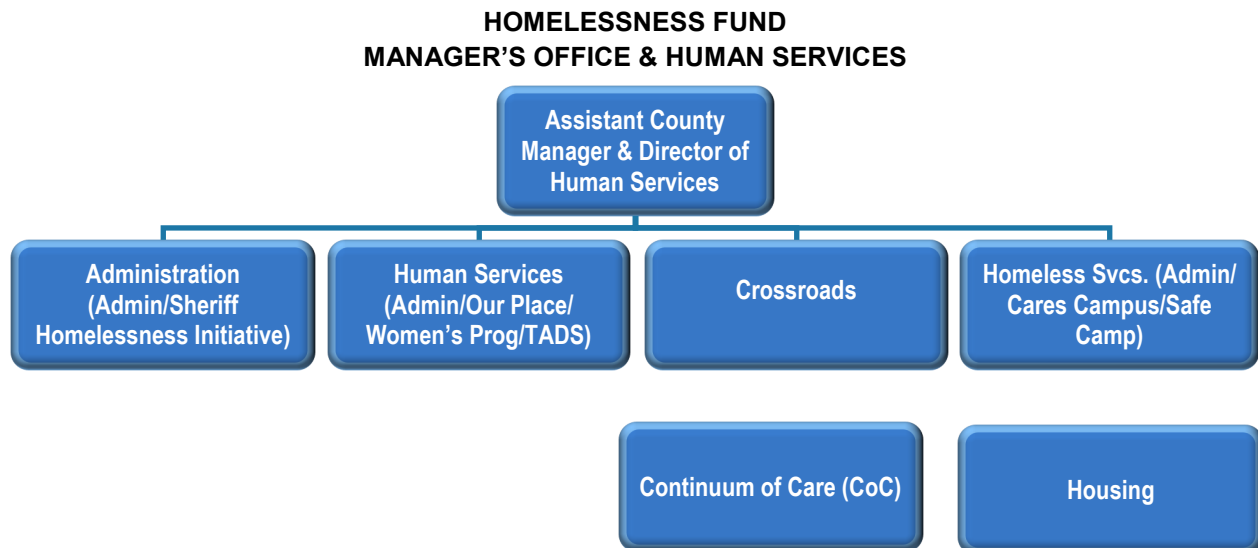 HOMELESSNESS FUND
MANAGER’S OFFICE & HUMAN SERVICES
Assistant County
Manager & Director of
Human Services
Administration
(Admin/Sheriff
Homelessness Initiative)
Human Services
(Admin/Our Place/
Women’s Prog/TADS)
Crossroads
Homeless Svcs. (Admin/
Cares Campus/Safe
Camp)
Continuum of Care (CoC)
Housing